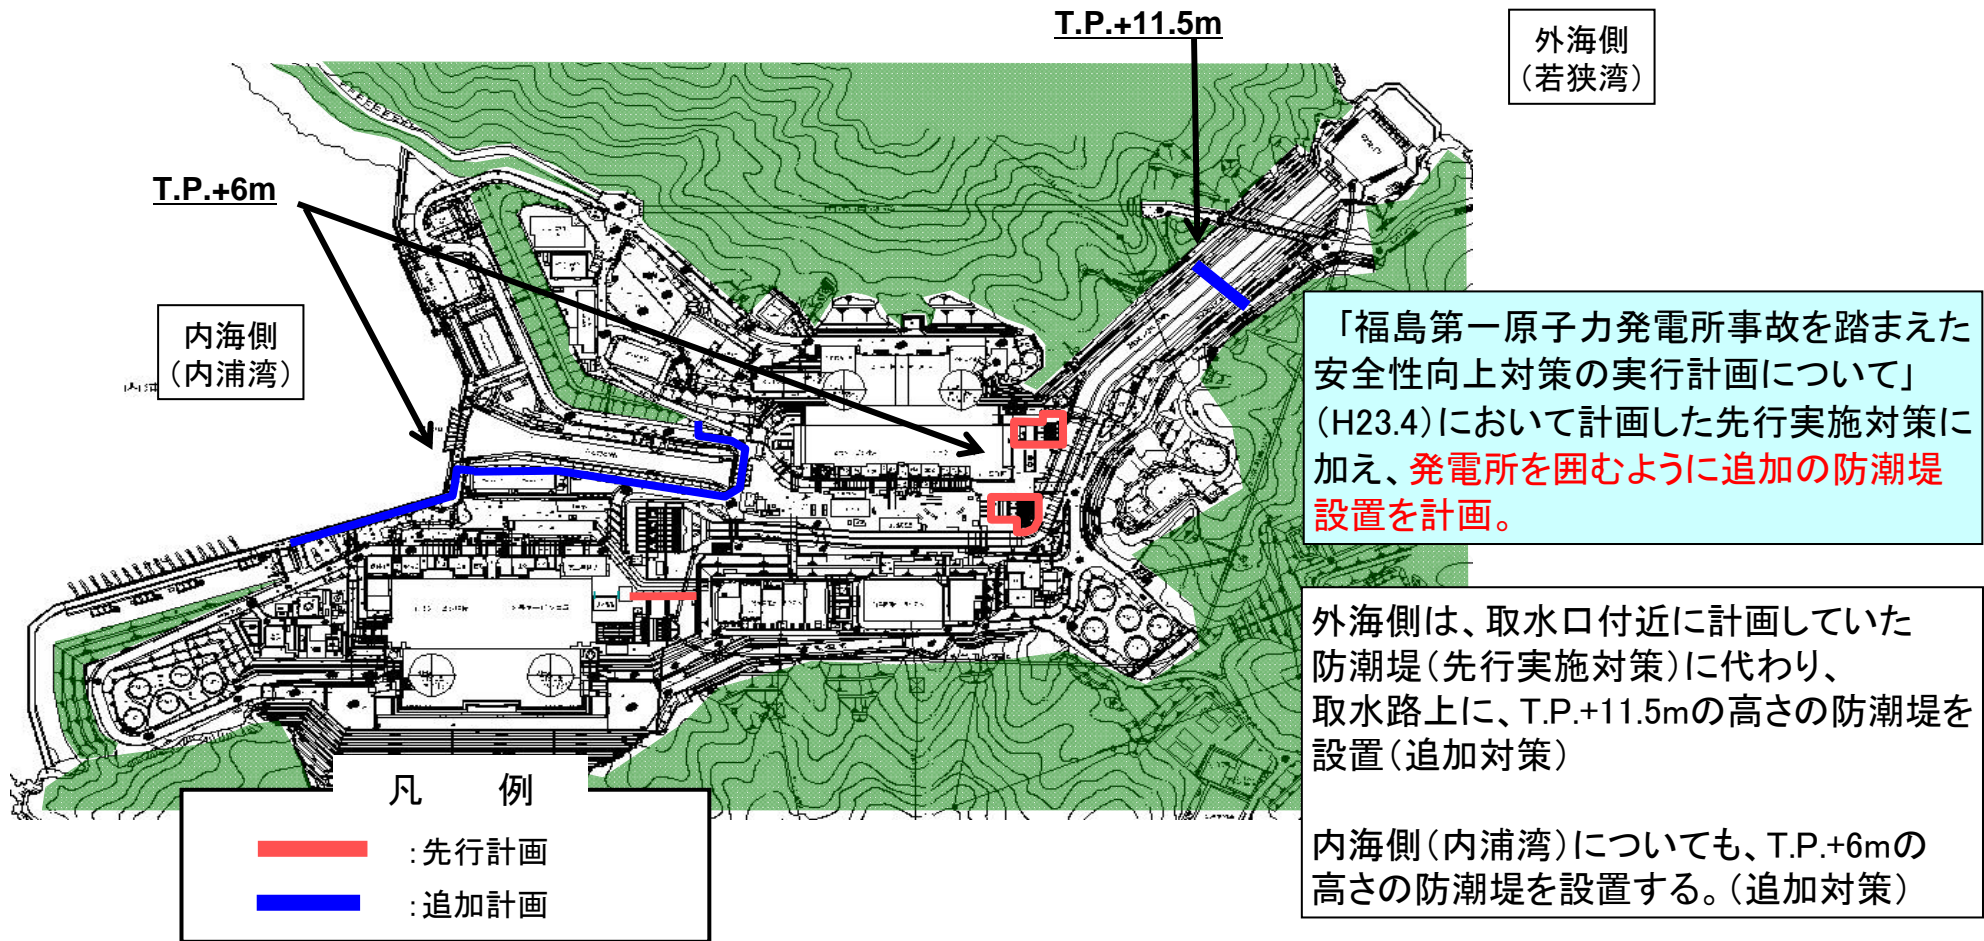 T.P.+11.5m
外海側
（若狭湾）
T.P.+6m
内海側
（内浦湾）
「福島第一原子力発電所事故を踏まえた
安全性向上対策の実行計画について」
（H23.4）において計画した先行実施対策に
加え、発電所を囲むように追加の防潮堤
設置を計画。
外海側は、取水口付近に計画していた
防潮堤（先行実施対策）に代わり、
取水路上に、T.P.+11.5mの高さの防潮堤を
設置（追加対策）
内海側（内浦湾）についても、T.P.+6mの
高さの防潮堤を設置する。（追加対策）
凡　例
：先行計画
：追加計画